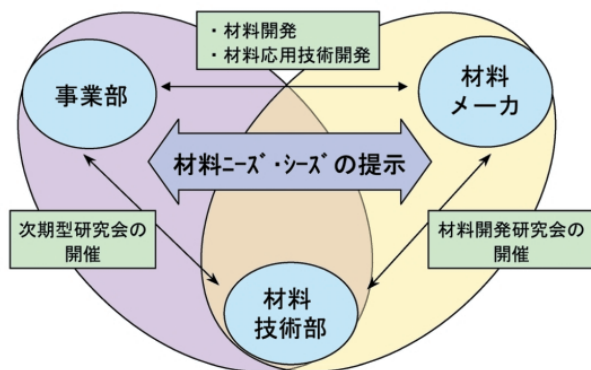 ・材料開発
・材料応用技術開発
事業部
材料
メーカ
材料ﾆｰｽﾞ・ｼｰｽﾞの提示
次期型研究会の
開催
材料開発研究会の
開催
材料
技術部